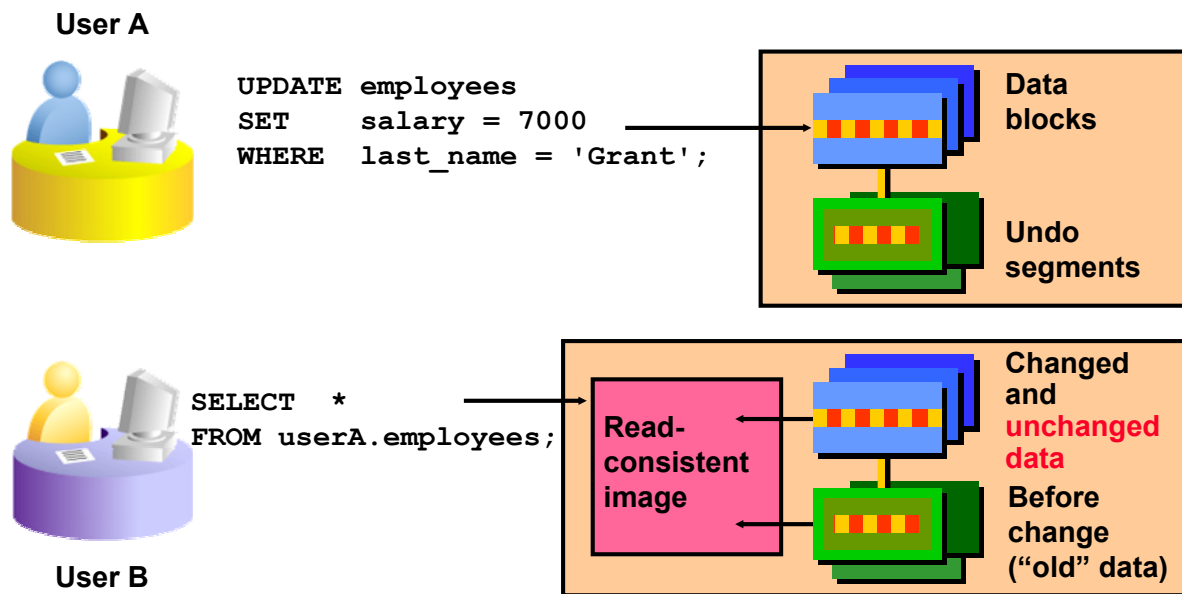 User A
UPDATE employees
SET salary = 7000
WHERE last_name = 'Grant';
Data
blocks
Undo
segments
SELECT *
FROM userA.employees;
User B
Read-
consistent
image
Changed
and
unchanged
data
Before
change
(“old” data)